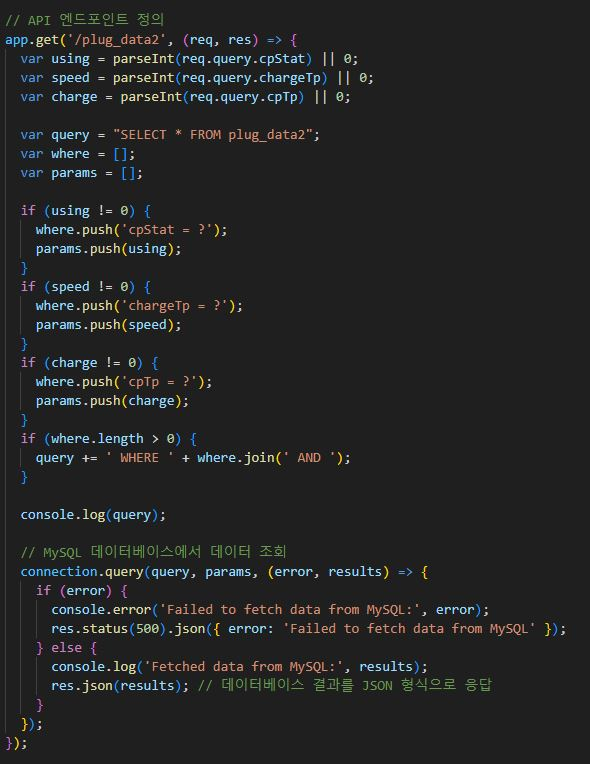 // API 엔드포인트 정의
app.get('/plug_data2', (req, res) => {
  var using = parseInt(req.query.cpStat) || 0;
  var speed = parseInt(req.query.chargeTp) || 0;
  var charge = parseInt(req.query.cpTp) || 0;

  var query = "SELECT * FROM plug_data2";
  var where = [];
  var params = [];

  if (using != 0) {
    where.push('cpStat = ?');
    params.push(using);
  }
  if (speed != 0) {
    where.push('chargeTp = ?');
    params.push(speed);
  }
  if (charge != 0) {
    where.push('cpTp = ?');
    params.push(charge);
  }
  if (where.length > 0) {
    query += ' WHERE ' + where.join(' AND ');
  }

  console.log(query);

  // MySQL 데이터베이스에서 데이터 조회
  connection.query(query, params, (error, results) => {
    if (error) {
      console.error('Failed to fetch data from MySQL:', error);
      res.status(500).json({ error: 'Failed to fetch data from MySQL' });
    } else {
      console.log('Fetched data from MySQL:', results);
      res.json(results); // 데이터베이스 결과를 JSON 형식으로 응답
    }
  });
});